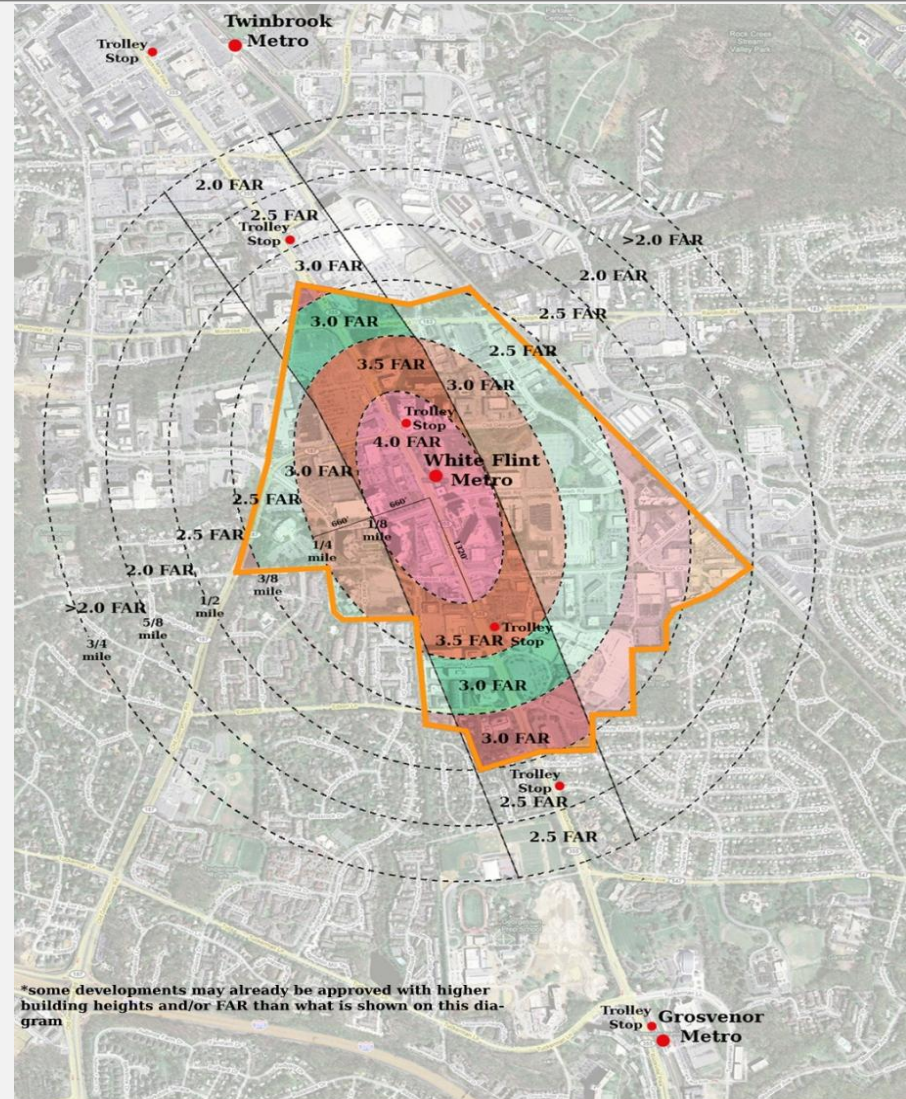 Twinbrook
Metro
Trolley
Stop
Rock Creek
Stream
Valley Park
2.0 FAR
2.5 FAR
Trolley
Stop
>2.0 FAR
3.0 FAR
2.0 FAR
2.5 FAR
3.0 FAR
2.5 FAR
3.5 FAR
3.0 FAR
Trolley
Stop
4.0 FAR
White Flint
Metro
3.0 FAR
2.5 FAR
660'
660'
1/8
mile
2.5 FAR
1/4
mile
1320'
2.0 FAR
3/8
mile
>2.0 FAR
1/2
mile
5/8
mile
3/4
mile
Trolley
Stop
3.5 FAR
3.0 FAR
3.0 FAR
Trolley
Stop
2.5 FAR
2.5 FAR
*some developments may already be approved with higher
building heights and/or FAR than what is shown on this dia-
gram
Trolley
Stop
Grosvenor
Metro